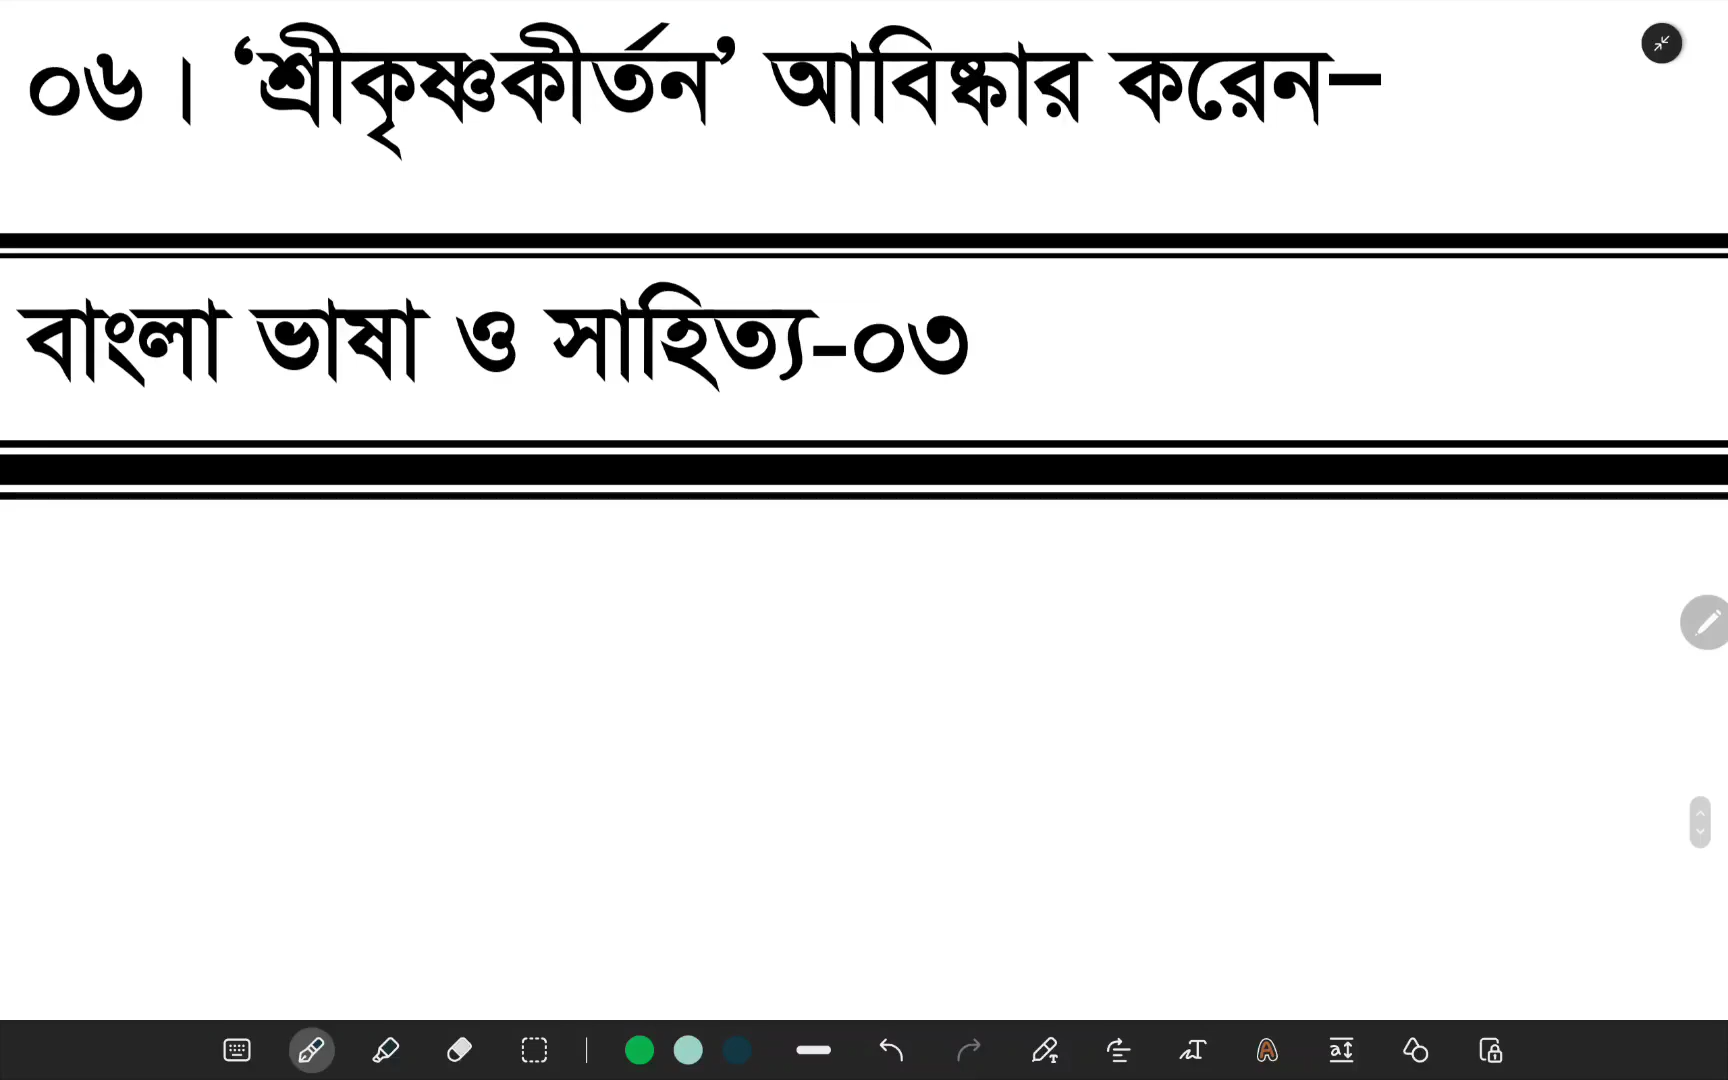 ০৬। ‘শ্রীকৃষ্ণকীর্তন’ আবিষ্কার করেন–
বাংলা ভাষা ও সাহিত্য-০৩